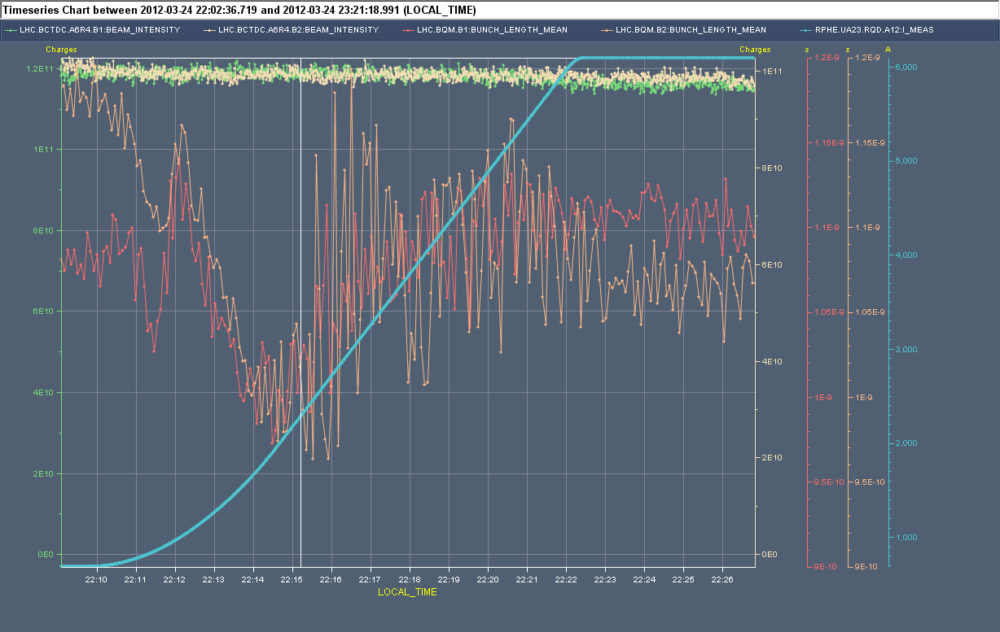 Timeseries Chart between 2012-03-24 22:02:36.719 and 2012-03-24 23:21:18.991 (LOCAL_TIME)
LHC.BCTDC.A6R4.B1:BEAM_INTENSITY LHC.BCTDC.A6R4.B2:BEAM_INTENSITY LHC.BQM.B1:BUNCH_LENGTH_MEAN LHC.BQM.B2:BUNCH_LENGTH_MEAN RPHE.UA23.RQD.A12:I_MEAS
Charges Charges s s A
1.2E11 1E11 1.2E-9 1.2E-9 6,000
1E11 8E10 1.15E-9 1.15E-9 5,000
8E10 6E10 1.1E-9 1.1E-9 4,000
6E10 4E10 1.05E-9 1.05E-9 3,000
4E10 2E10 1E-9 1E-9 2,000
2E10 9.5E-10 9.5E-10 1,000
0E0 0E0 9E-10 9E-10
22:10 22:11 22:12 22:13 22:14 22:15 22:16 22:17 22:18 22:19 22:20 22:21 22:22 22:23 22:24 22:25 22:26
LOCAL_TIME